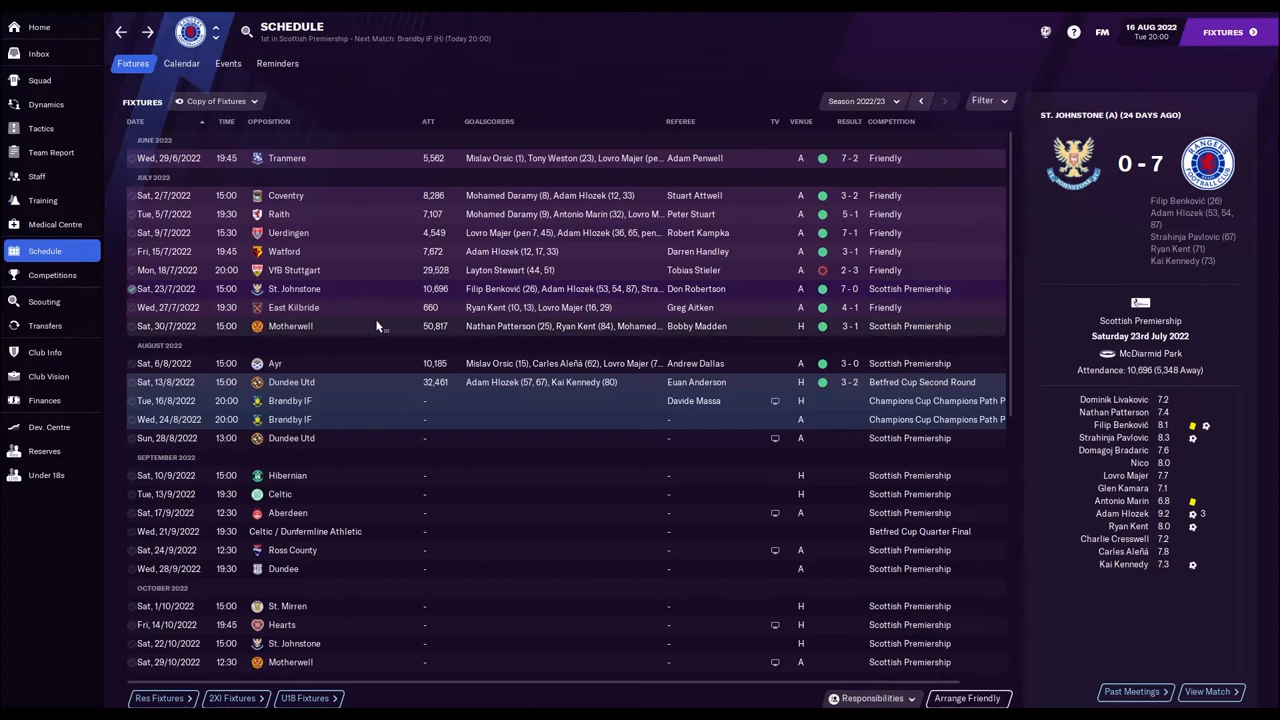 Home
Inbox
Squad
Dynamics
Tactics
Team Report
Staff
Training
Medical Centre
Schedule
Competitions
Scouting
Transfers
Club Info
Club Vision
Finances
Dev. Centre
Reserves
Under 18s
SCHEDULE
1st in Scottish Premiership - Next Match: Brøndby IF (H) (Today 20:00)
FM
16 AUG 2022
Tue 20:00
FIXTURES
Fixtures Calendar Events Reminders
FIXTURES Copy of Fixtures Season 2022/23 Filter
DATE TIME OPPOSITION ATT GOALSCORERS REFEREE TV VENUE RESULT COMPETITION
JUNE 2022
Wed, 29/6/2022 19:45 Tranmere 5,562 Mislav Orsic (1), Tony Weston (23), Lovro Majer (pe... Adam Penwell A 7 - 2 Friendly
JULY 2022
Sat, 2/7/2022 15:00 Coventry 8,286 Mohamed Daramy (8), Adam Hlozek (12, 33) Stuart Attwell A 3 - 2 Friendly
Tue, 5/7/2022 19:30 Raith 7,107 Mohamed Daramy (9), Antonio Marin (32), Lovro M... Peter Stuart A 5 - 1 Friendly
Sat, 9/7/2022 15:30 Uerdingen 4,549 Lovro Majer (pen 7, 45), Adam Hlozek (36, 65, pen... Robert Kampka A 7 - 1 Friendly
Fri, 15/7/2022 19:45 Watford 7,672 Adam Hlozek (12, 17, 33) Darren Handley A 3 - 1 Friendly
Mon, 18/7/2022 20:00 VfB Stuttgart 29,528 Layton Stewart (44, 51) Tobias Stieler A 2 - 3 Friendly
Sat, 23/7/2022 15:00 St. Johnstone 10,696 Filip Benković (26), Adam Hlozek (53, 54, 87), Stra... Don Robertson A 7 - 0 Scottish Premiership
Wed, 27/7/2022 19:30 East Kilbride 660 Ryan Kent (10, 13), Lovro Majer (16, 29) Greg Aitken A 4 - 1 Friendly
Sat, 30/7/2022 15:00 Motherwell 50,817 Nathan Patterson (25), Ryan Kent (84), Mohamed... Bobby Madden H 3 - 1 Scottish Premiership
AUGUST 2022
Sat, 6/8/2022 15:00 Ayr 10,185 Mislav Orsic (15), Carles Aleñá (62), Lovro Majer (7... Andrew Dallas A 3 - 0 Scottish Premiership
Sat, 13/8/2022 15:00 Dundee Utd 32,461 Adam Hlozek (57, 67), Kai Kennedy (80) Euan Anderson H 3 - 2 Betfred Cup Second Round
Tue, 16/8/2022 20:00 Brøndby IF - Davide Massa H Champions Cup Champions Path P
Wed, 24/8/2022 20:00 Brøndby IF - - A Champions Cup Champions Path P
Sun, 28/8/2022 13:00 Dundee Utd - - A Scottish Premiership
SEPTEMBER 2022
Sat, 10/9/2022 15:00 Hibernian - - H Scottish Premiership
Tue, 13/9/2022 19:30 Celtic - - H Scottish Premiership
Sat, 17/9/2022 12:30 Aberdeen - - A Scottish Premiership
Wed, 21/9/2022 19:30 Celtic / Dunfermline Athletic - - Betfred Cup Quarter Final
Sat, 24/9/2022 12:30 Ross County - - A Scottish Premiership
Wed, 28/9/2022 19:30 Dundee - - A Scottish Premiership
OCTOBER 2022
Sat, 1/10/2022 15:00 St. Mirren - - H Scottish Premiership
Fri, 14/10/2022 19:45 Hearts - - H Scottish Premiership
Sat, 22/10/2022 15:00 St. Johnstone - - H Scottish Premiership
Sat, 29/10/2022 12:30 Motherwell - - A Scottish Premiership
Res Fixtures 2XI Fixtures U18 Fixtures Responsibilities Arrange Friendly
ST. JOHNSTONE (A) (24 DAYS AGO)
0 - 7
RANGERS FOOTBALL CLUB
Filip Benković (26)
Adam Hlozek (53, 54,
87)
Strahinja Pavlovic (67)
Ryan Kent (71)
Kai Kennedy (73)
Scottish Premiership
Saturday 23rd July 2022
McDiarmid Park
Attendance: 10,696 (5,348 Away)
Dominik Livakovic 7.2
Nathan Patterson 7.4
Filip Benković 8.1
Strahinja Pavlovic 8.3
Domagoj Bradaric 7.6
Nico 8.0
Lovro Majer 7.7
Glen Kamara 7.1
Antonio Marin 6.8
Adam Hlozek 9.2 3
Ryan Kent 8.0
Charlie Cresswell 7.2
Carles Aleñá 7.8
Kai Kennedy 7.3
Past Meetings View Match